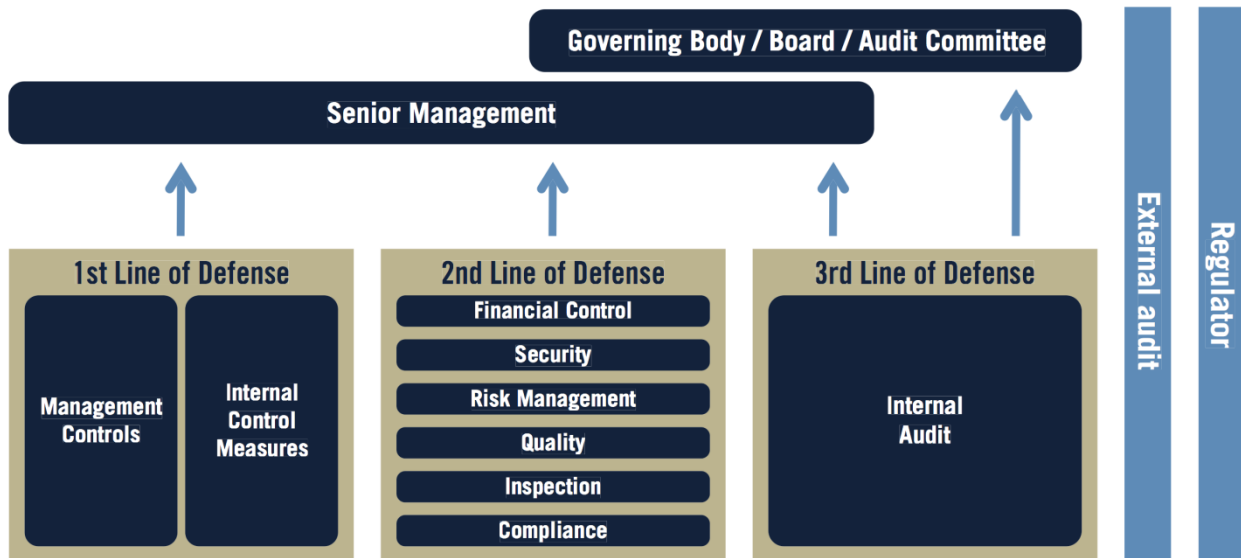 Governing Body / Board / Audit Committee
Senior Management
1st Line of Defense
Management
Controls
Internal
Control
Measures
2nd Line of Defense
Financial Control
Security
Risk Management
Quality
Inspection
Compliance
3rd Line of Defense
Internal
Audit
External audit
Regulator